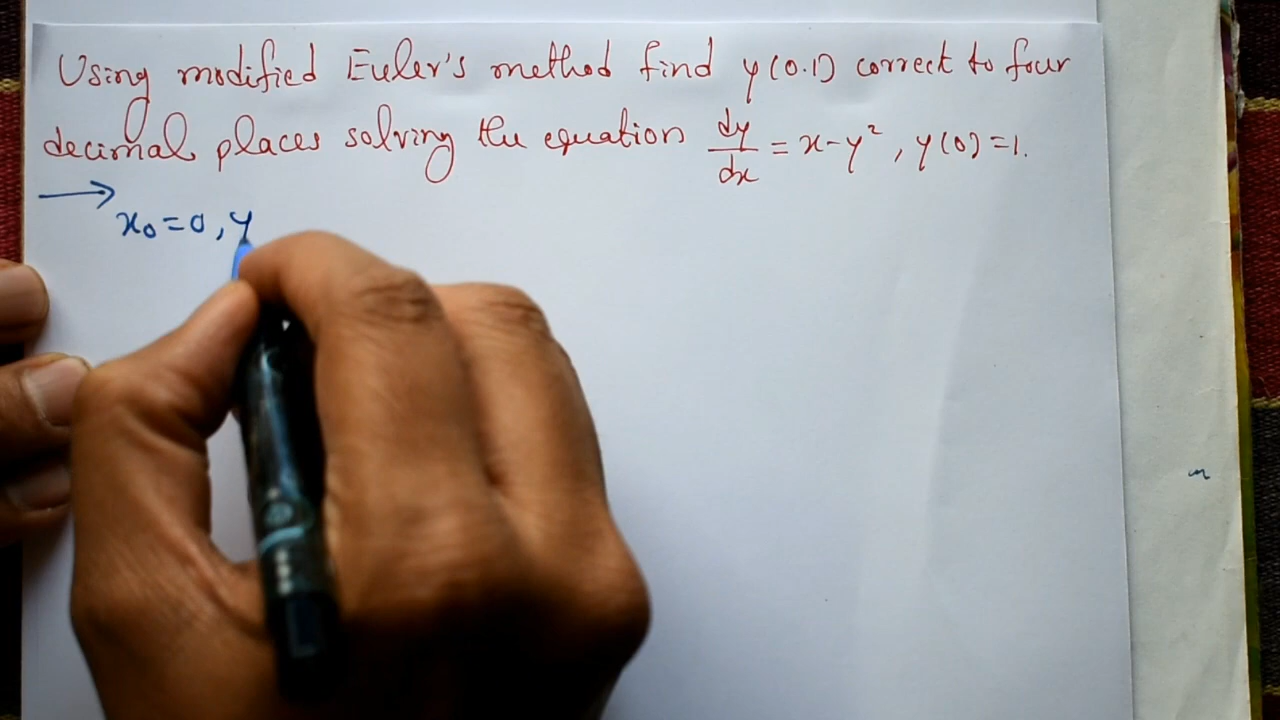 Using modified Euler's method find y(0.1) correct to four
decimal places solving the equation dy/dx = x-y², y(0)=1.
→
x₀=0, y